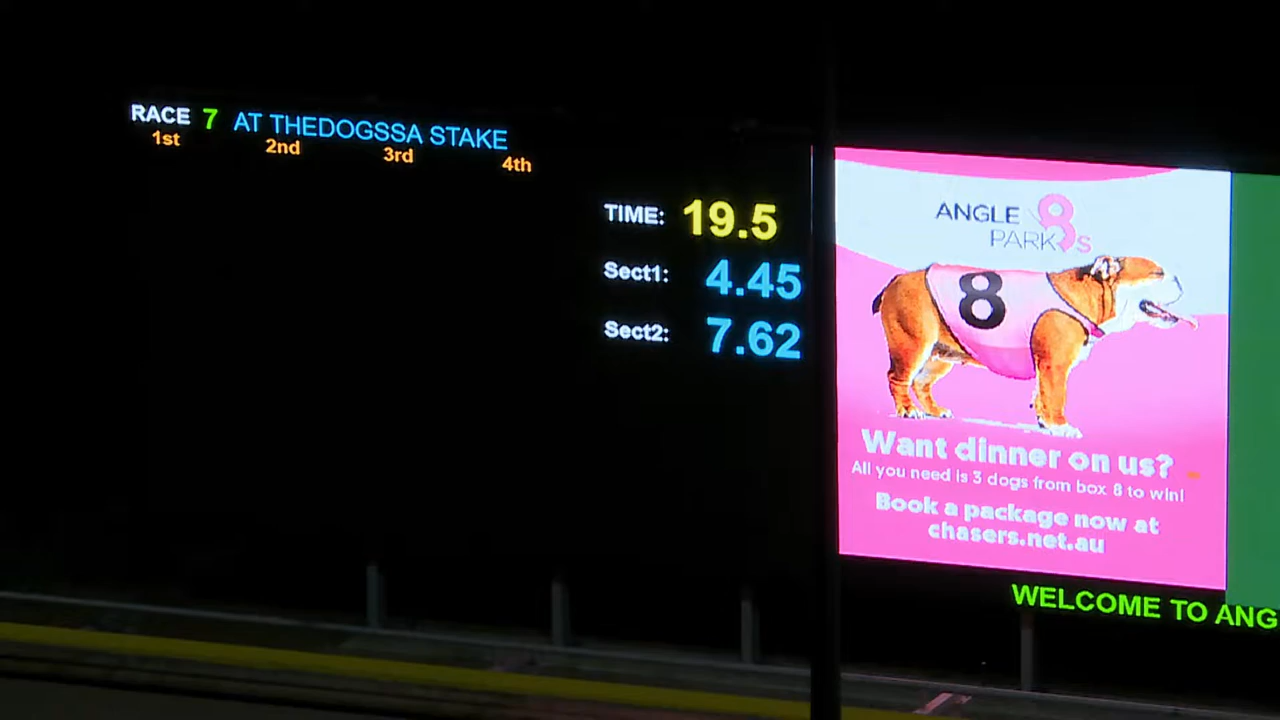 RACE 7 AT THEDOGSSA STAKE
1st 2nd 3rd 4th
TIME: 19.5
Sect1: 4.45
Sect2: 7.62
ANGLE
PARK 8s
8
Want dinner on us?
All you need is 3 dogs from box 8 to win!
Book a package now at
chasers.net.au
WELCOME TO ANG